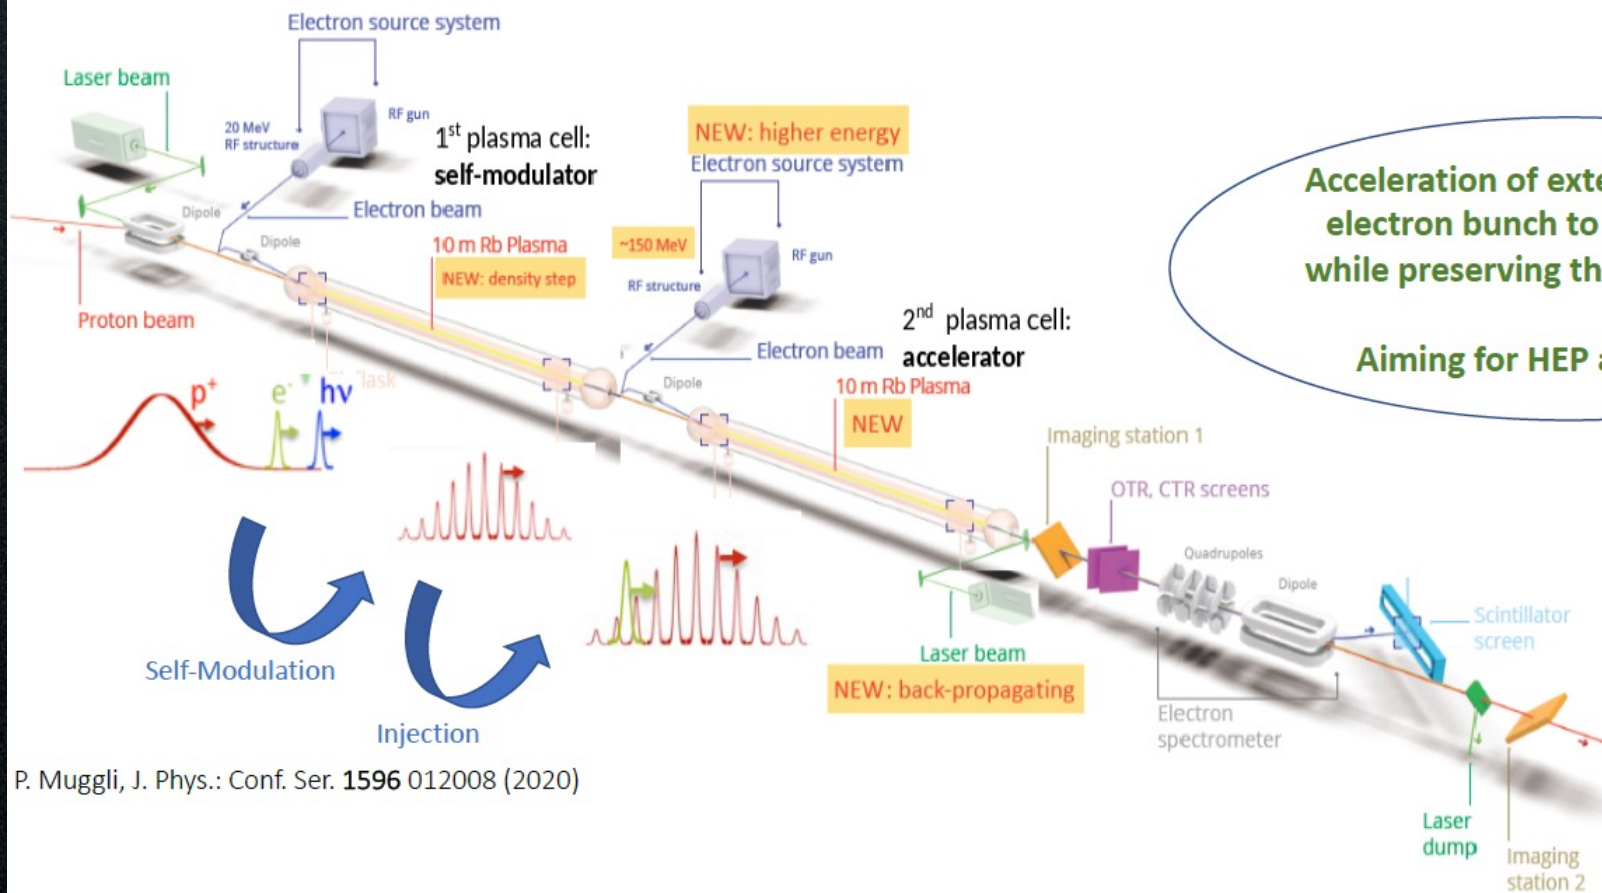 Electron source system
Laser beam
20 MeV
RF structure
RF gun
1st plasma cell:
self-modulator
NEW: higher energy
Electron source system
Dipole
Electron beam
Dipole
10 m Rb Plasma
NEW: density step
~150 MeV
RF gun
RF structure
Proton beam
2nd plasma cell:
accelerator
Electron beam
Dipole
10 m Rb Plasma
NEW
p+
e-
hν
Acceleration of
electron bunch to
while preserving
Aiming for HEP
Imaging station 1
OTR, CTR screens
Quadrupoles
Dipole
Scintillator
screen
Self-Modulation
Injection
Laser beam
NEW: back-propagating
Electron
spectrometer
P. Muggli, J. Phys.: Conf. Ser. 1596 012008 (2020)
Laser
dump
Imaging
station 2